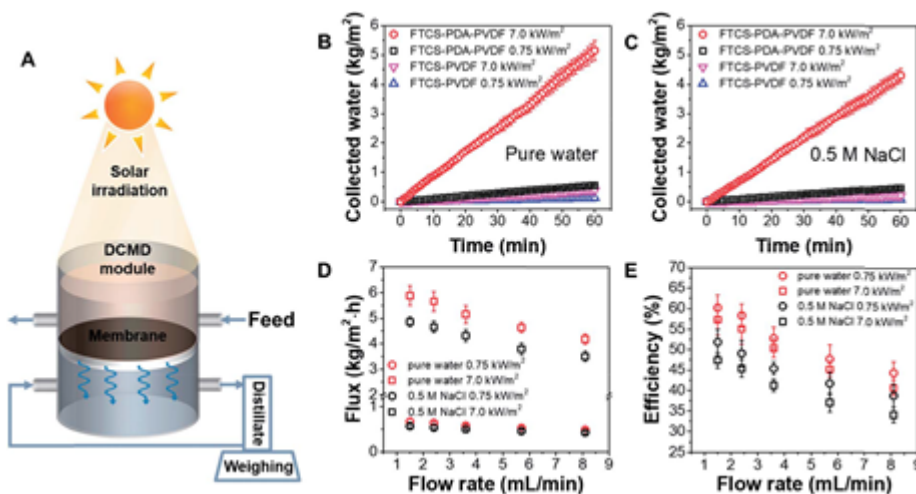 A
Solar
irradiation
DCMD
module
Membrane
Feed
Distillate
Weighing
B
Collected water (kg/m²)
6
5
4
3
2
1
0
FTCS-PDA-PVDF 7.0 kW/m²
FTCS-PDA-PVDF 0.75 kW/m²
FTCS-PVDF 7.0 kW/m²
FTCS-PVDF 0.75 kW/m²
Pure water
0 10 20 30 40 50 60
Time (min)
C
Collected water (kg/m²)
6
5
4
3
2
1
0
FTCS-PDA-PVDF 7.0 kW/m²
FTCS-PDA-PVDF 0.75 kW/m²
FTCS-PVDF 7.0 kW/m²
FTCS-PVDF 0.75 kW/m²
0.5 M NaCl
0 10 20 30 40 50 60
Time (min)
D
Flux (kg/m²·h)
7
6
5
4
3
2
1
0
pure water 0.75 kW/m²
pure water 7.0 kW/m²
0.5 M NaCl 0.75 kW/m²
0.5 M NaCl 7.0 kW/m²
1 2 3 4 5 6 7 8 9
Flow rate (mL/min)
E
Efficiency (%)
70
65
60
55
50
45
40
35
30
25
pure water 0.75 kW/m²
pure water 7.0 kW/m²
0.5 M NaCl 0.75 kW/m²
0.5 M NaCl 7.0 kW/m²
1 2 3 4 5 6 7 8 9
Flow rate (mL/min)